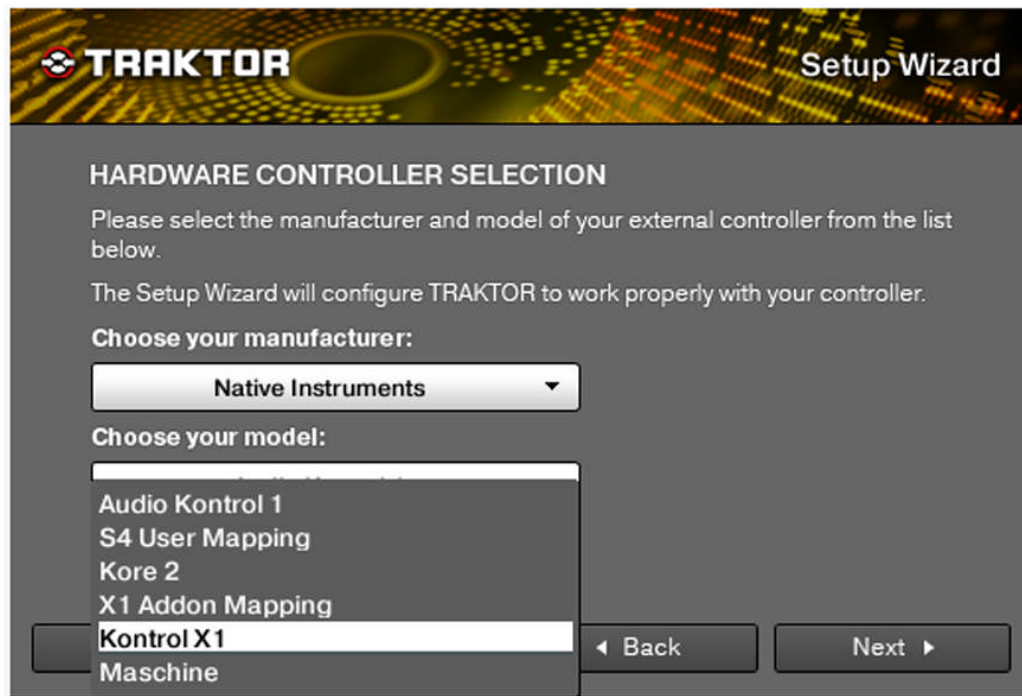 TRAKTOR
Setup Wizard
HARDWARE CONTROLLER SELECTION
Please select the manufacturer and model of your external controller from the list
below.
The Setup Wizard will configure TRAKTOR to work properly with your controller.
Choose your manufacturer:
Native Instruments
Choose your model:
Audio Kontrol 1
S4 User Mapping
Kore 2
X1 Addon Mapping
Kontrol X1
Maschine
Back
Next